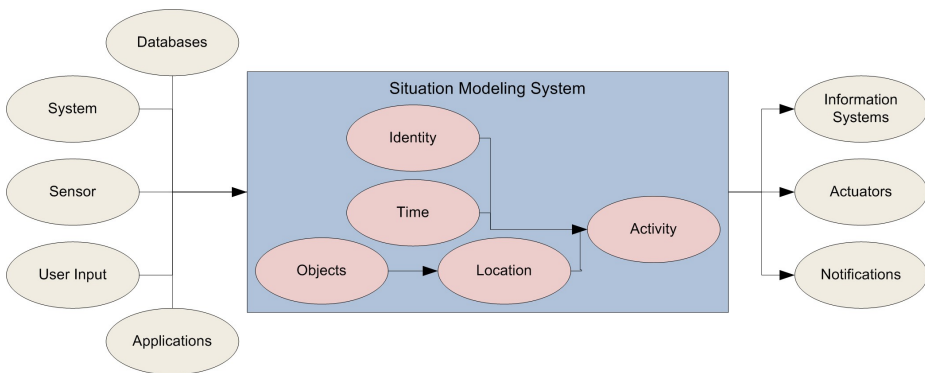 Databases
System
Sensor
User Input
Applications
Situation Modeling System
Identity
Time
Objects
Location
Activity
Information
Systems
Actuators
Notifications